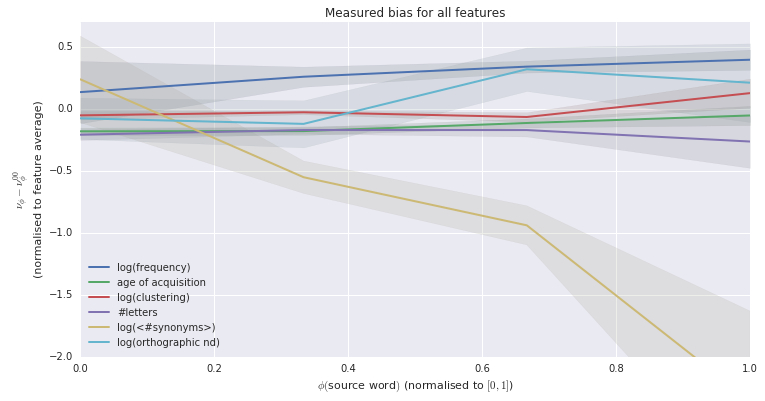 Measured bias for all features
0.5
0.0
−0.5
−1.0
−1.5
−2.0
ν_ϕ − ν_ϕ^00
(normalised to feature average)
log(frequency)
age of acquisition
log(clustering)
#letters
log(<#synonyms>)
log(orthographic nd)
0.0 0.2 0.4 0.6 0.8 1.0
ϕ(source word) (normalised to [0,1])